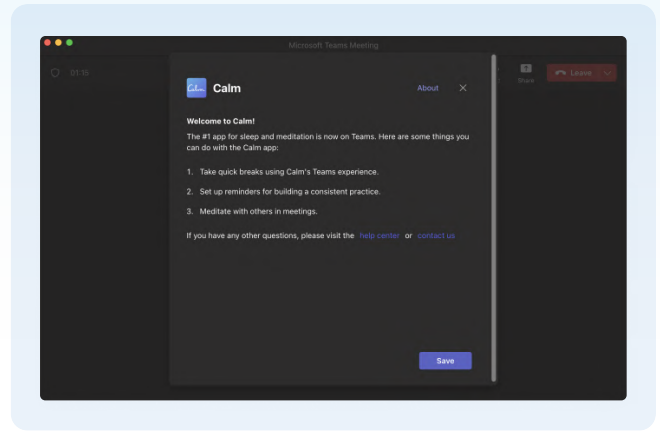 Microsoft Teams Meeting
01:15
Share
Leave
Calm
Calm
About
Welcome to Calm!
The #1 app for sleep and meditation is now on Teams. Here are some things you
can do with the Calm app:
1. Take quick breaks using Calm's Teams experience.
2. Set up reminders for building a consistent practice.
3. Meditate with others in meetings.
If you have any other questions, please visit the help center or contact us
Save